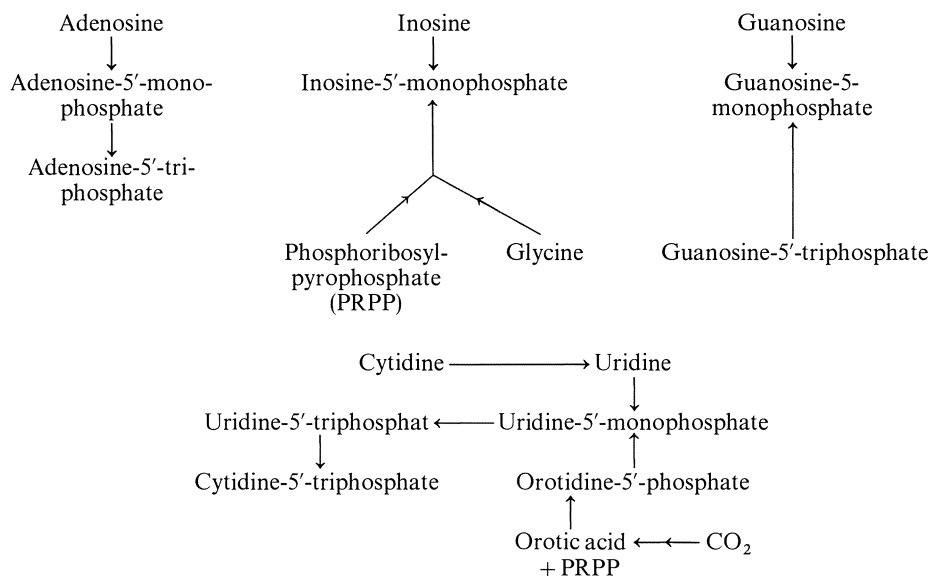 Adenosine
Inosine
Guanosine
Adenosine-5′-mono-
phosphate
Inosine-5′-monophosphate
Guanosine-5-
monophosphate
Adenosine-5′-tri-
phosphate
Phosphoribosyl-
pyrophosphate
(PRPP)
Glycine
Guanosine-5′-triphosphate
Cytidine
Uridine
Uridine-5′-triphosphat
Uridine-5′-monophosphate
Cytidine-5′-triphosphate
Orotidine-5′-phosphate
Orotic acid
+ PRPP
CO₂